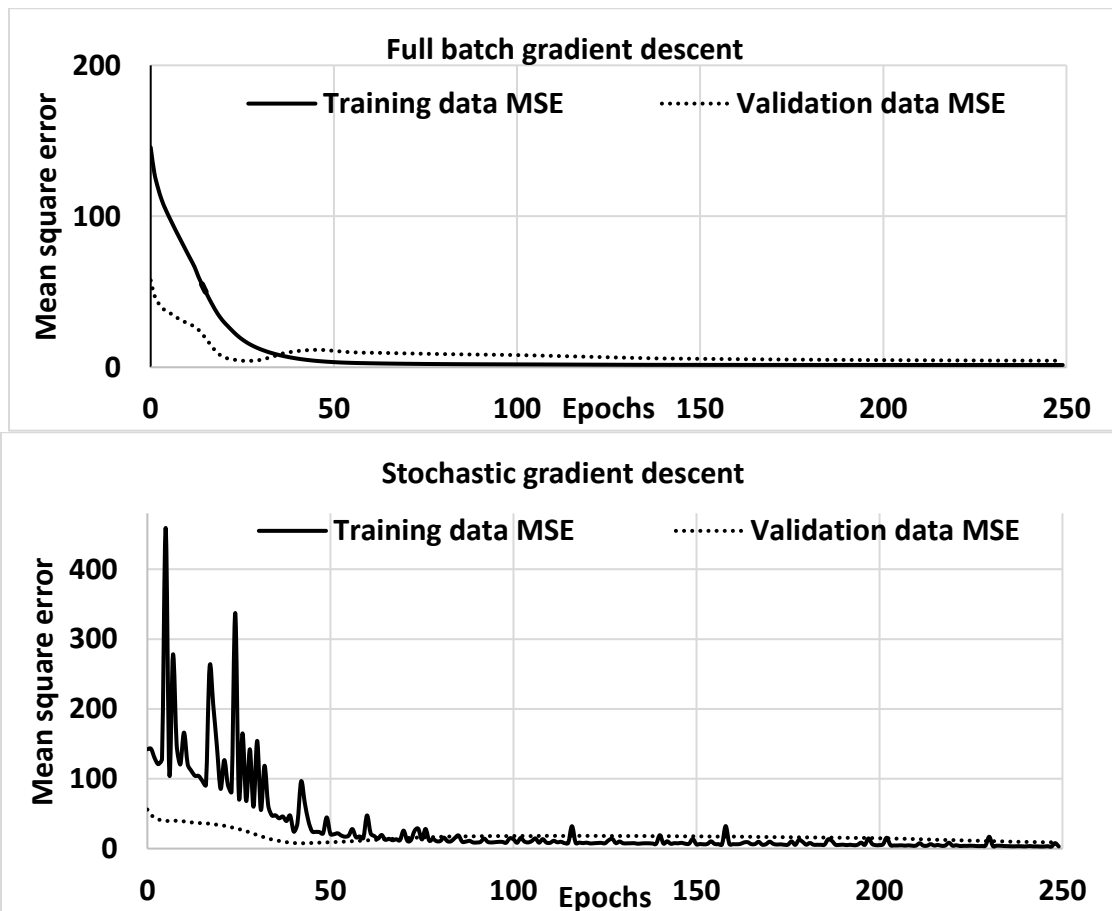 Full batch gradient descent
200
Training data MSE
Validation data MSE
Mean square error
100
0
0 50 100 Epochs 150 200 250
Stochastic gradient descent
Training data MSE
Validation data MSE
Mean square error
400
300
200
100
0
0 50 100 Epochs 150 200 250